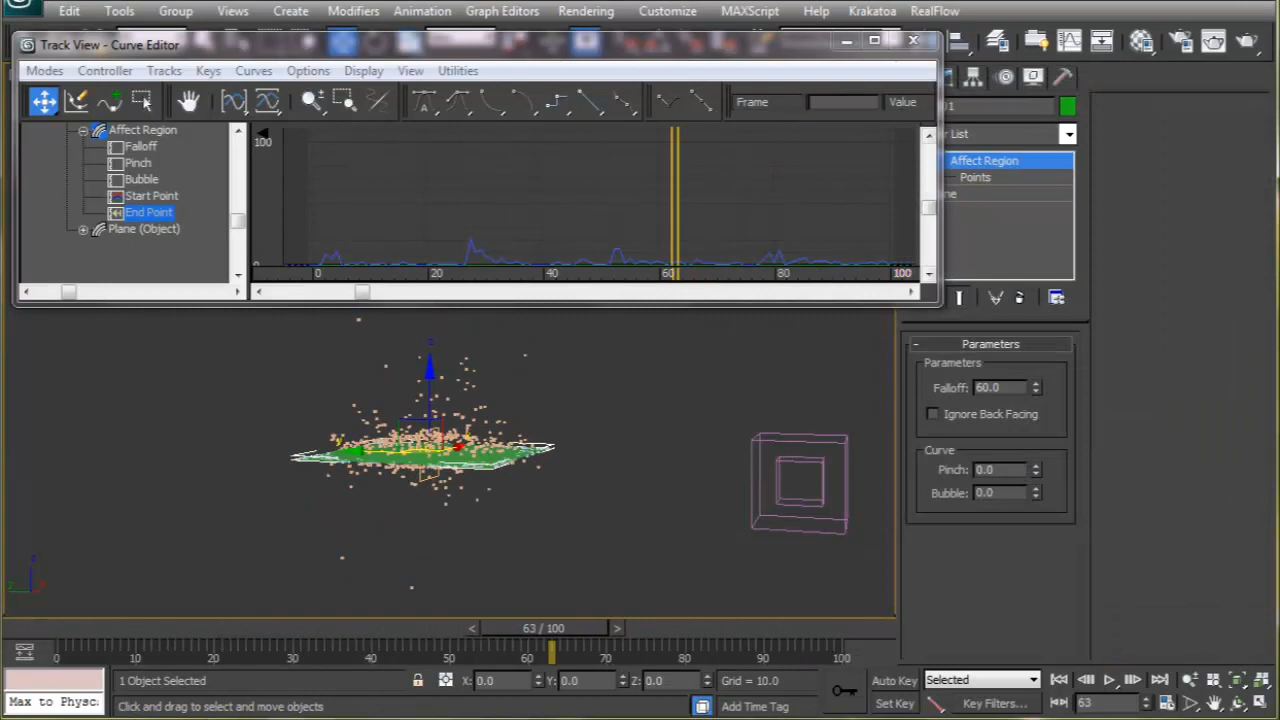 Edit Tools Group Views Create Modifiers Animation Graph Editors Rendering Customize MAXScript Help Krakatoa RealFlow
Track View - Curve Editor
Modes Controller Tracks Keys Curves Options Display View Utilities
Frame Value
Affect Region
Falloff
Pinch
Bubble
Start Point
End Point
Plane (Object)
100
0 20 40 60 80 100
01
er List
Affect Region
Points
ne
Parameters
Parameters
Falloff: 60.0
Ignore Back Facing
Curve
Pinch: 0.0
Bubble: 0.0
z
63 / 100
0 10 20 30 40 50 60 70 80 90 100
1 Object Selected X: 0.0 Y: 0.0 Z: 0.0 Grid = 10.0 Auto Key Selected
Max to Physc Click and drag to select and move objects Add Time Tag Set Key Key Filters... 63